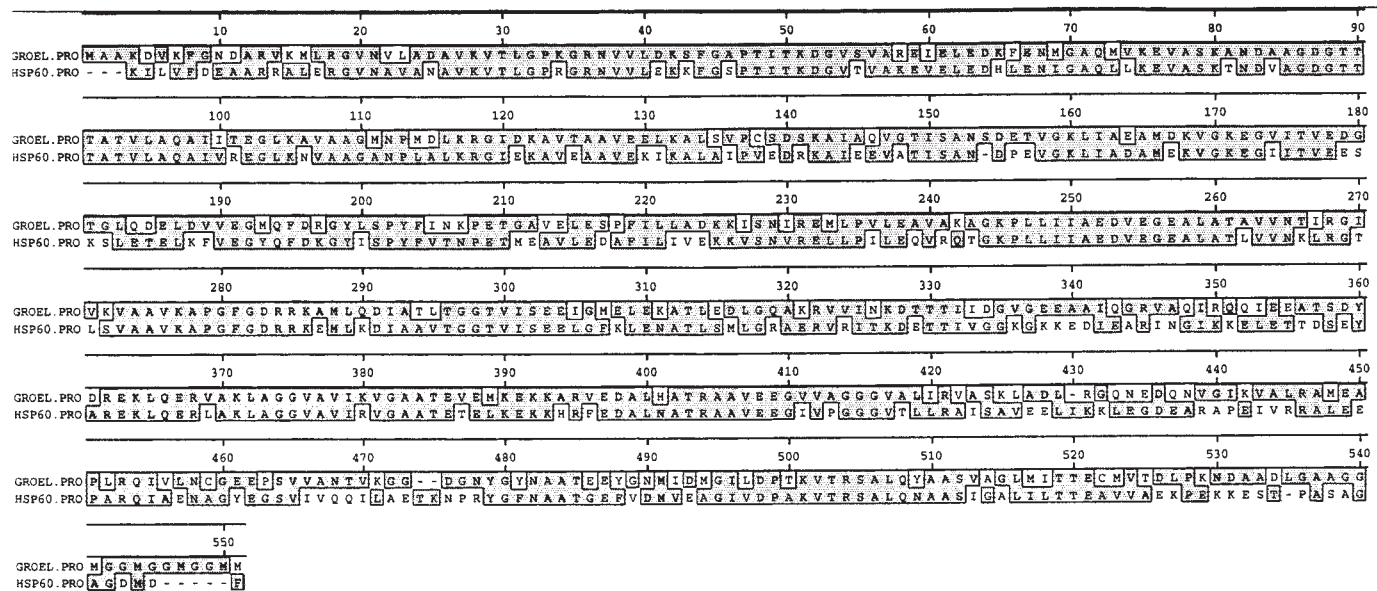 10 20 30 40 50 60 70 80 90
GROEL.PRO MAAKDVKFGNDARVKMLRGVNVLADAVKVTLGPKGRNVVLDKSFGAPTITKDGVSVAREIELEDKFENMGAQMVKEVASKANDAAGDGTT
HSP60.PRO ---KILVFDEAARRALERGVNAVANAVKVTLGPRGRNVVLEKKFGSPTITKDGVTVAKEVELEDHLENIGAQLLKEVASKTNDVAGDGTT
100 110 120 130 140 150 160 170 180
GROEL.PRO TATVLAQAIITEGLKAVAAGMNPMDLKRGIDKAVTAAVEELKALSVPCSDSKAIAQVGTISANSDETVGKLIAEAMDKVGKEGVITVEDG
HSP60.PRO TATVLAQAIVREGLKNVAAGANPLALKRGIEKAVEAAVEKIKALAIPVEDRKAIEEVATISAN-DPEVGKLIADAMEKVGKEGIITVEES
190 200 210 220 230 240 250 260 270
GROEL.PRO TGLQDELDVVEGMQFDRGYLSPYFINKPETGAVELESPFILLADKKISNIREMLPVLEAVAKAGKPLLIIAEDVEGEALATAVVNTIRGI
HSP60.PRO KSLETELKFVEGYQFDKGYISPYFVTNPETMEAVLEDAFILIVEKKVSNVRELLPILEQVRQTGKPLLIIAEDVEGEALATLVVNKLRGT
280 290 300 310 320 330 340 350 360
GROEL.PRO VKVAAVKAPGFGDRRKAMLQDIATLTGGTVISEEIGMELEKATLEDLGQAKRVVINKDTTTIIDGVGEEAAIQGRVAQIRQQIEEATSDY
HSP60.PRO LSVAAVKAPGFGDRRKEMLKDIAAVTGGTVISEELGFKLENATLSMLGRAERVRITKDETTIVGGKGKKEDIEARINGIKKELETTDSEY
370 380 390 400 410 420 430 440 450
GROEL.PRO DREKLQERVAKLAGGVAVIKVGAATEVEMKEKKARVEDALHATRAAVEEGVVAGGGVALIRVASKLADL-RGQNEDQNVGIKVALRAMEA
HSP60.PRO AREKLQERLAKLAGGVAVIRVGAATETELKEKKHRFEDALNATRAAVEEGIVPGGGVTLLRAISAVEELIKKLEGDEARAPEIVRRALEE
460 470 480 490 500 510 520 530 540
GROEL.PRO PLRQIVLNCGEEPSVVANTVKGG--DGNYGYNAATEEYGNMIDMGILDPTKVTRSALQYAASVAGLMITTECMVTDLPKNDAADLGAAGG
HSP60.PRO PARQIAENAGYEGSVIVQQILAETKNPRYGFNAATGEFVDMVEAGIVDPAKVTRSALQNAASIGALILTTEAVVAEKPEKKEST-PASAG
550
GROEL.PRO MGGMGGMGGMM
HSP60.PRO AGDMD-----F